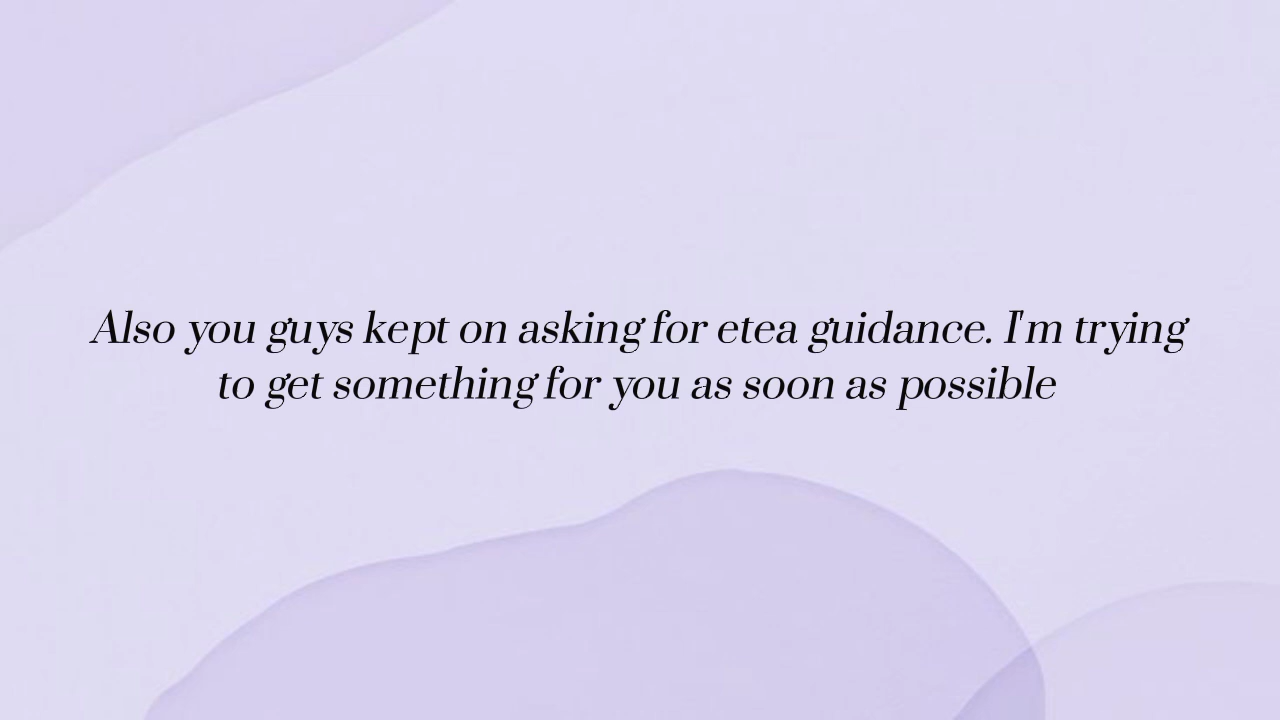 Also you guys kept on asking for etea guidance. I'm trying
to get something for you as soon as possible